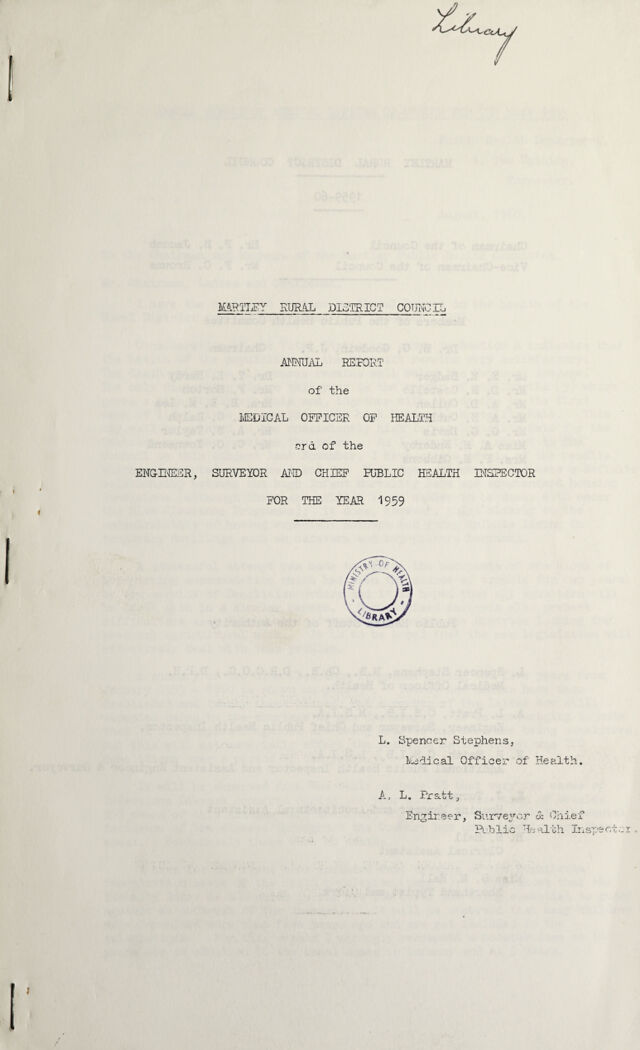 Library
MARTLEY RURAL DISTRICT COUNCIL
ANNUAL REPORT
of the
MEDICAL OFFICER OF HEALTH
and of the
ENGINEER, SURVEYOR AND CHIEF PUBLIC HEALTH INSPECTOR
FOR THE YEAR 1959
MINISTRY OF HEALTH
LIBRARY
L. Spencer Stephens,
Medical Officer of Health.
A. L. Pratt,
Engineer, Surveyor & Chief
Public Health Inspector.